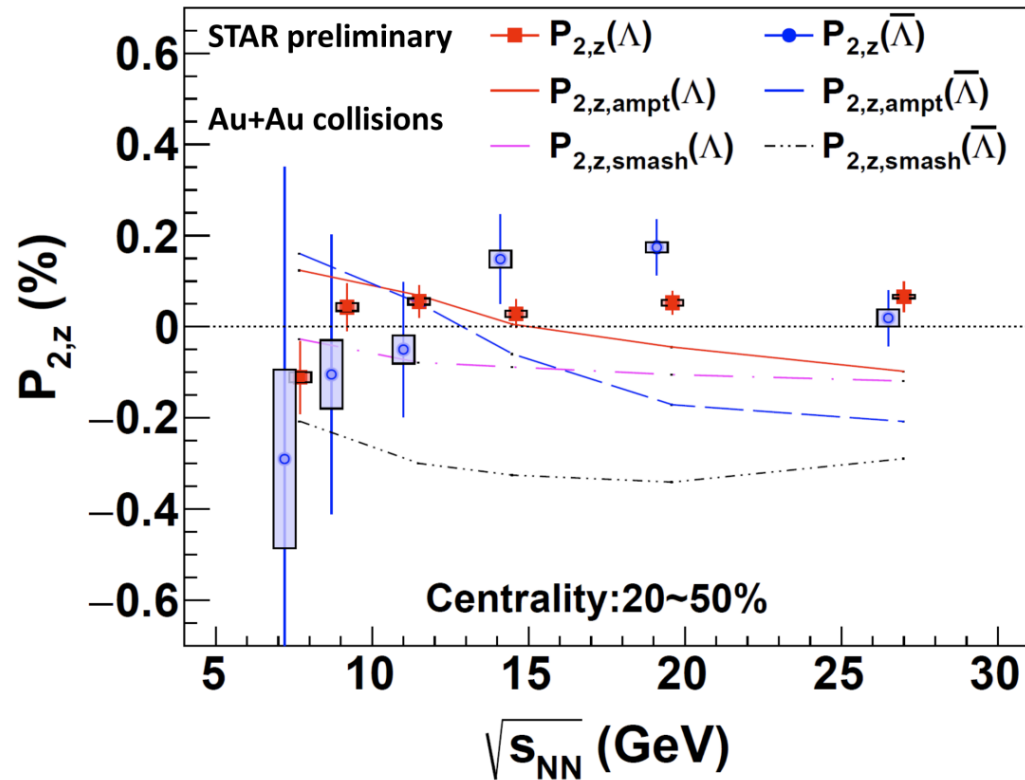 STAR preliminary
P₂,z(Λ)
P₂,z(Λ̅)
Au+Au collisions
P₂,z,ampt(Λ)
P₂,z,ampt(Λ̅)
P₂,z,smash(Λ)
P₂,z,smash(Λ̅)
P₂,z (%)
0.6
0.4
0.2
0
−0.2
−0.4
−0.6
Centrality:20~50%
5 10 15 20 25 30
√sNN (GeV)